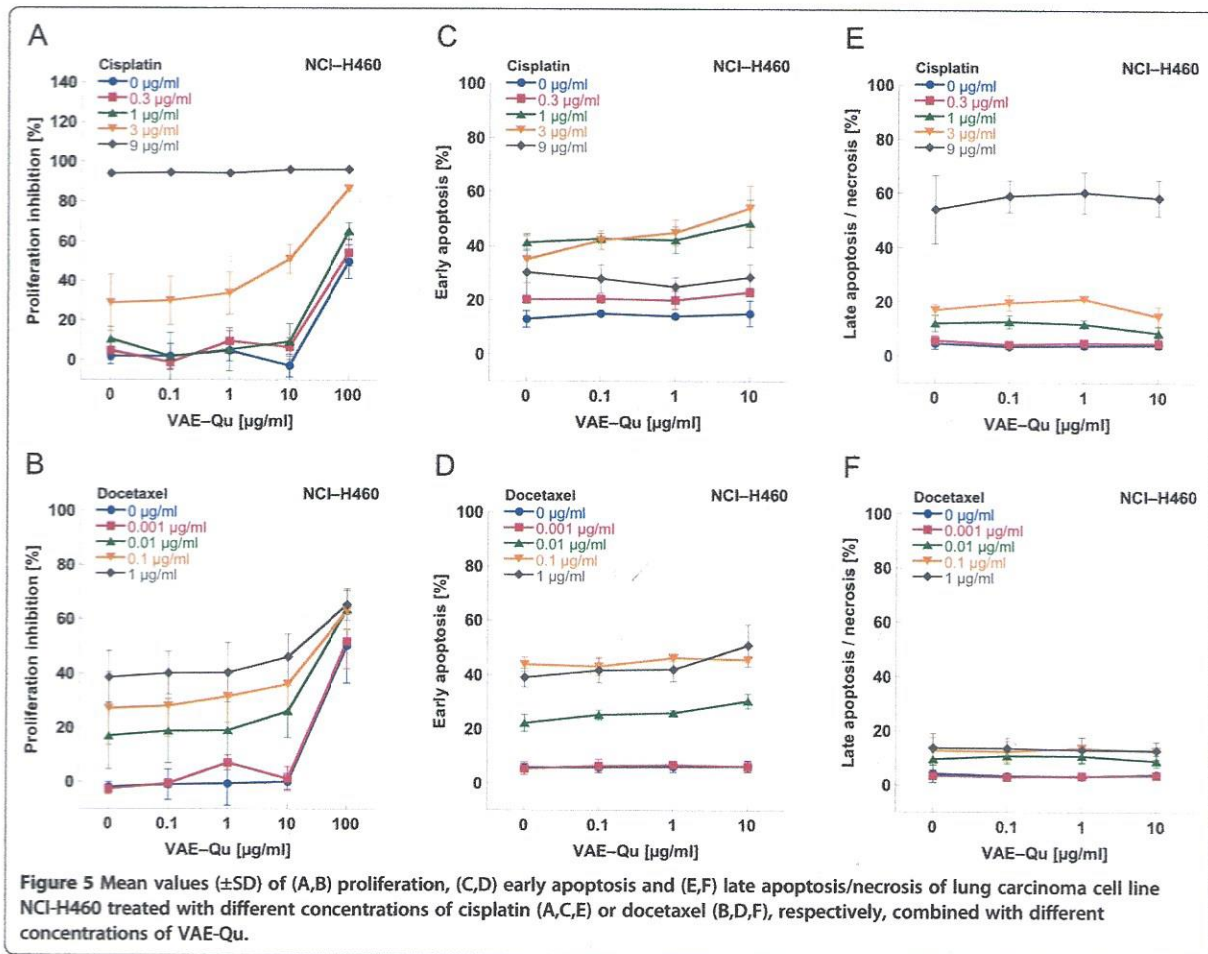 A
Cisplatin
NCI–H460
0 µg/ml
0.3 µg/ml
1 µg/ml
3 µg/ml
9 µg/ml
Proliferation inhibition [%]
140
120
100
80
60
40
20
0
0 0.1 1 10 100
VAE–Qu [µg/ml]
C
Cisplatin
NCI–H460
0 µg/ml
0.3 µg/ml
1 µg/ml
3 µg/ml
9 µg/ml
Early apoptosis [%]
100
80
60
40
20
0
0 0.1 1 10
VAE–Qu [µg/ml]
E
Cisplatin
NCI–H460
0 µg/ml
0.3 µg/ml
1 µg/ml
3 µg/ml
9 µg/ml
Late apoptosis / necrosis [%]
100
80
60
40
20
0
0 0.1 1 10
VAE–Qu [µg/ml]
B
Docetaxel
NCI–H460
0 µg/ml
0.001 µg/ml
0.01 µg/ml
0.1 µg/ml
1 µg/ml
Proliferation inhibition [%]
100
80
60
40
20
0
0 0.1 1 10 100
VAE–Qu [µg/ml]
D
Docetaxel
NCI–H460
0 µg/ml
0.001 µg/ml
0.01 µg/ml
0.1 µg/ml
1 µg/ml
Early apoptosis [%]
100
80
60
40
20
0
0 0.1 1 10
VAE–Qu [µg/ml]
F
Docetaxel
NCI–H460
0 µg/ml
0.001 µg/ml
0.01 µg/ml
0.1 µg/ml
1 µg/ml
Late apoptosis / necrosis [%]
100
80
60
40
20
0
0 0.1 1 10
VAE–Qu [µg/ml]
Figure 5 Mean values (±SD) of (A,B) proliferation, (C,D) early apoptosis and (E,F) late apoptosis/necrosis of lung carcinoma cell line
NCI-H460 treated with different concentrations of cisplatin (A,C,E) or docetaxel (B,D,F), respectively, combined with different
concentrations of VAE-Qu.